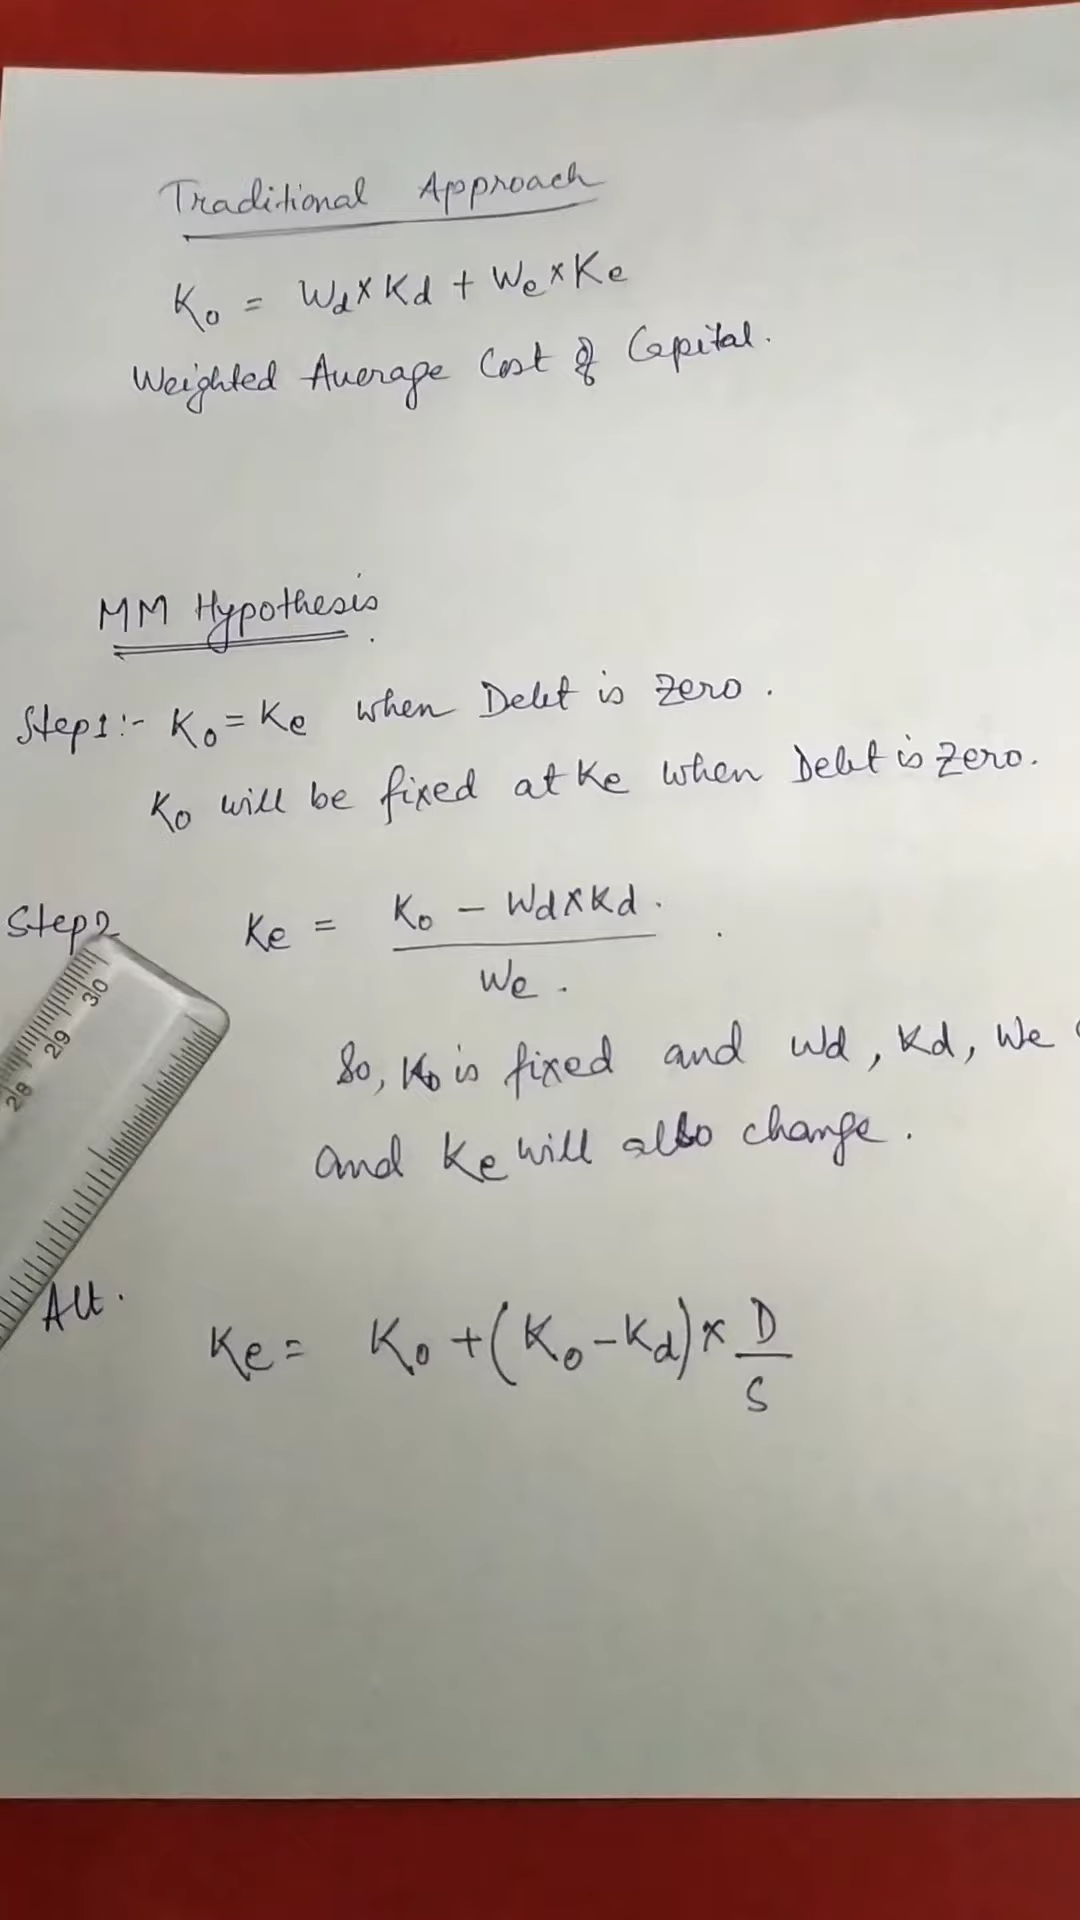 Traditional Approach
Ko = Wd x Kd + We x Ke
Weighted Average Cost of Capital.
MM Hypothesis
Step1:- Ko = Ke when Debt is zero.
Ko will be fixed at Ke when Debt is zero.
Step2 Ke = Ko - Wd x Kd.
We.
So, Ko is fixed and Wd, Kd, We
and Ke will also change.
Alt.
Ke = Ko + (Ko - Kd) x D
S
28 29 30